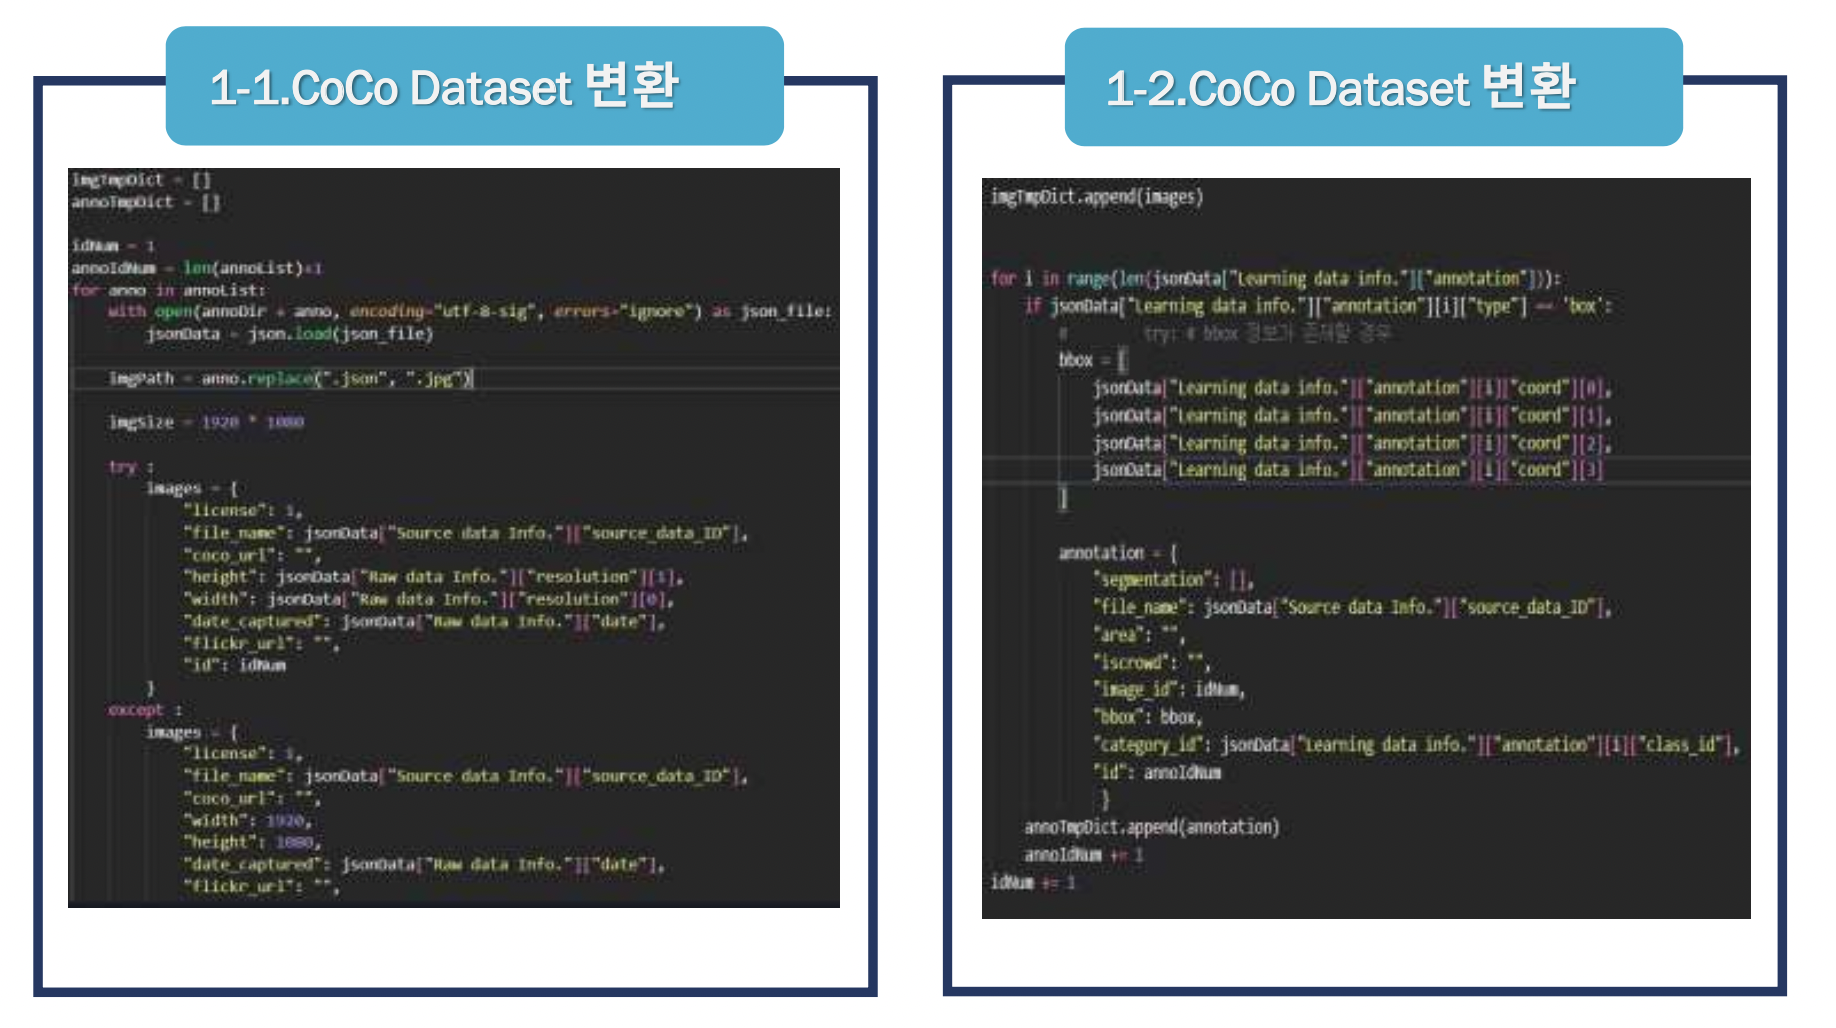 1-1.CoCo Dataset 변환
imgTmpDict = []
annoTmpDict = []
idNum = 1
annoIdNum = len(annoList)+1
for anno in annoList:
with open(annoDir + anno, encoding="utf-8-sig", errors="ignore") as json_file:
jsonData = json.load(json_file)
imgPath = anno.replace(".json", ".jpg")
imgSize = 1920 * 1080
try :
images = {
"license": 1,
"file_name": jsonData["Source data Info."]["source_data_ID"],
"coco_url": "",
"height": jsonData["Raw data Info."]["resolution"][1],
"width": jsonData["Raw data Info."]["resolution"][0],
"date_captured": jsonData["Raw data Info."]["date"],
"flickr_url": "",
"id": idNum
}
except :
images = {
"license": 1,
"file_name": jsonData["Source data Info."]["source_data_ID"],
"coco_url": "",
"width": 1920,
"height": 1080,
"date_captured": jsonData["Raw data Info."]["date"],
"flickr_url": "",
1-2.CoCo Dataset 변환
imgTmpDict.append(images)
for i in range(len(jsonData["Learning data info."]["annotation"])):
if jsonData["Learning data info."]["annotation"][i]["type"] == 'box':
# try: # bbox 정보가 존재할 경우
bbox = [
jsonData["Learning data info."]["annotation"][i]["coord"][0],
jsonData["Learning data info."]["annotation"][i]["coord"][1],
jsonData["Learning data info."]["annotation"][i]["coord"][2],
jsonData["Learning data info."]["annotation"][i]["coord"][3]
]
annotation = {
"segmentation": [],
"file_name": jsonData["Source data Info."]["source_data_ID"],
"area": "",
"iscrowd": "",
"image_id": idNum,
"bbox": bbox,
"category_id": jsonData["Learning data info."]["annotation"][i]["class_id"],
"id": annoIdNum
}
annoTmpDict.append(annotation)
annoIdNum += 1
idNum += 1